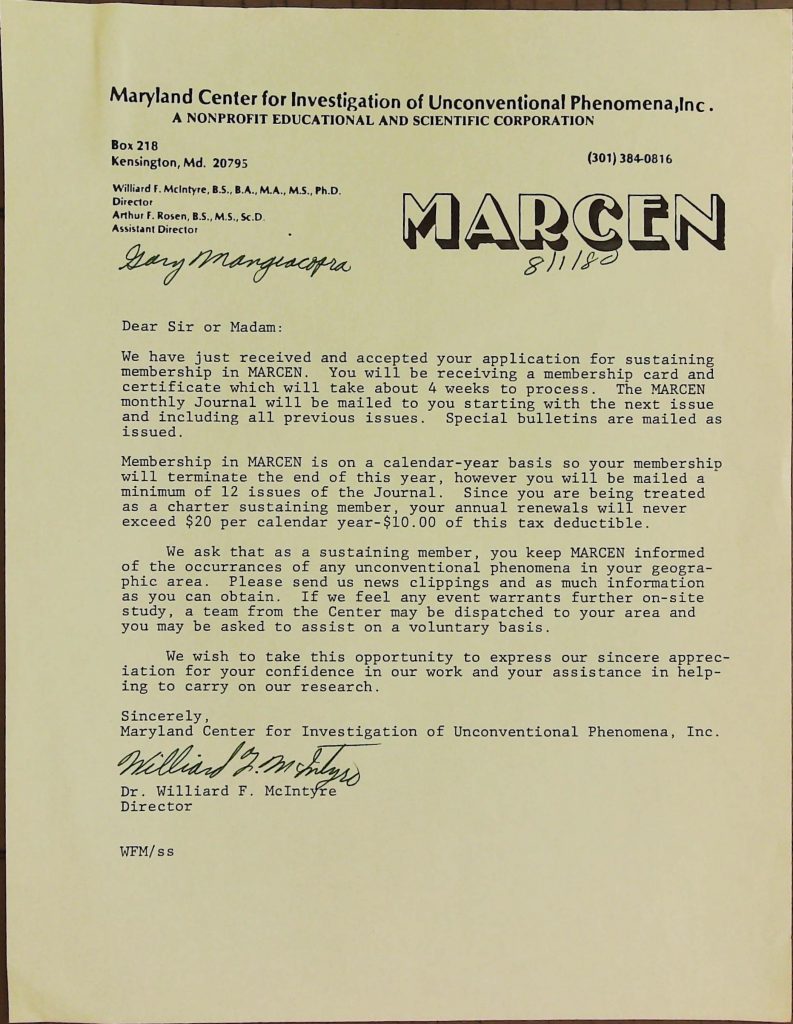 Maryland Center for Investigation of Unconventional Phenomena,Inc.
A NONPROFIT EDUCATIONAL AND SCIENTIFIC CORPORATION
Box 218
Kensington, Md. 20795
(301) 384-0816
Williard F. McIntyre, B.S., B.A., M.A., M.S., Ph.D.
Director
Arthur F. Rosen, B.S., M.S., Sc.D.
Assistant Director
MARCEN
Gary Mangiacopra
8/1/80
Dear Sir or Madam:
We have just received and accepted your application for sustaining
membership in MARCEN. You will be receiving a membership card and
certificate which will take about 4 weeks to process. The MARCEN
monthly Journal will be mailed to you starting with the next issue
and including all previous issues. Special bulletins are mailed as
issued.
Membership in MARCEN is on a calendar-year basis so your membership
will terminate the end of this year, however you will be mailed a
minimum of 12 issues of the Journal. Since you are being treated
as a charter sustaining member, your annual renewals will never
exceed $20 per calendar year-$10.00 of this tax deductible.
We ask that as a sustaining member, you keep MARCEN informed
of the occurrances of any unconventional phenomena in your geogra-
phic area. Please send us news clippings and as much information
as you can obtain. If we feel any event warrants further on-site
study, a team from the Center may be dispatched to your area and
you may be asked to assist on a voluntary basis.
We wish to take this opportunity to express our sincere apprec-
iation for your confidence in our work and your assistance in help-
ing to carry on our research.
Sincerely,
Maryland Center for Investigation of Unconventional Phenomena, Inc.
Williard F. McIntyre
Dr. Williard F. McIntyre
Director
WFM/ss